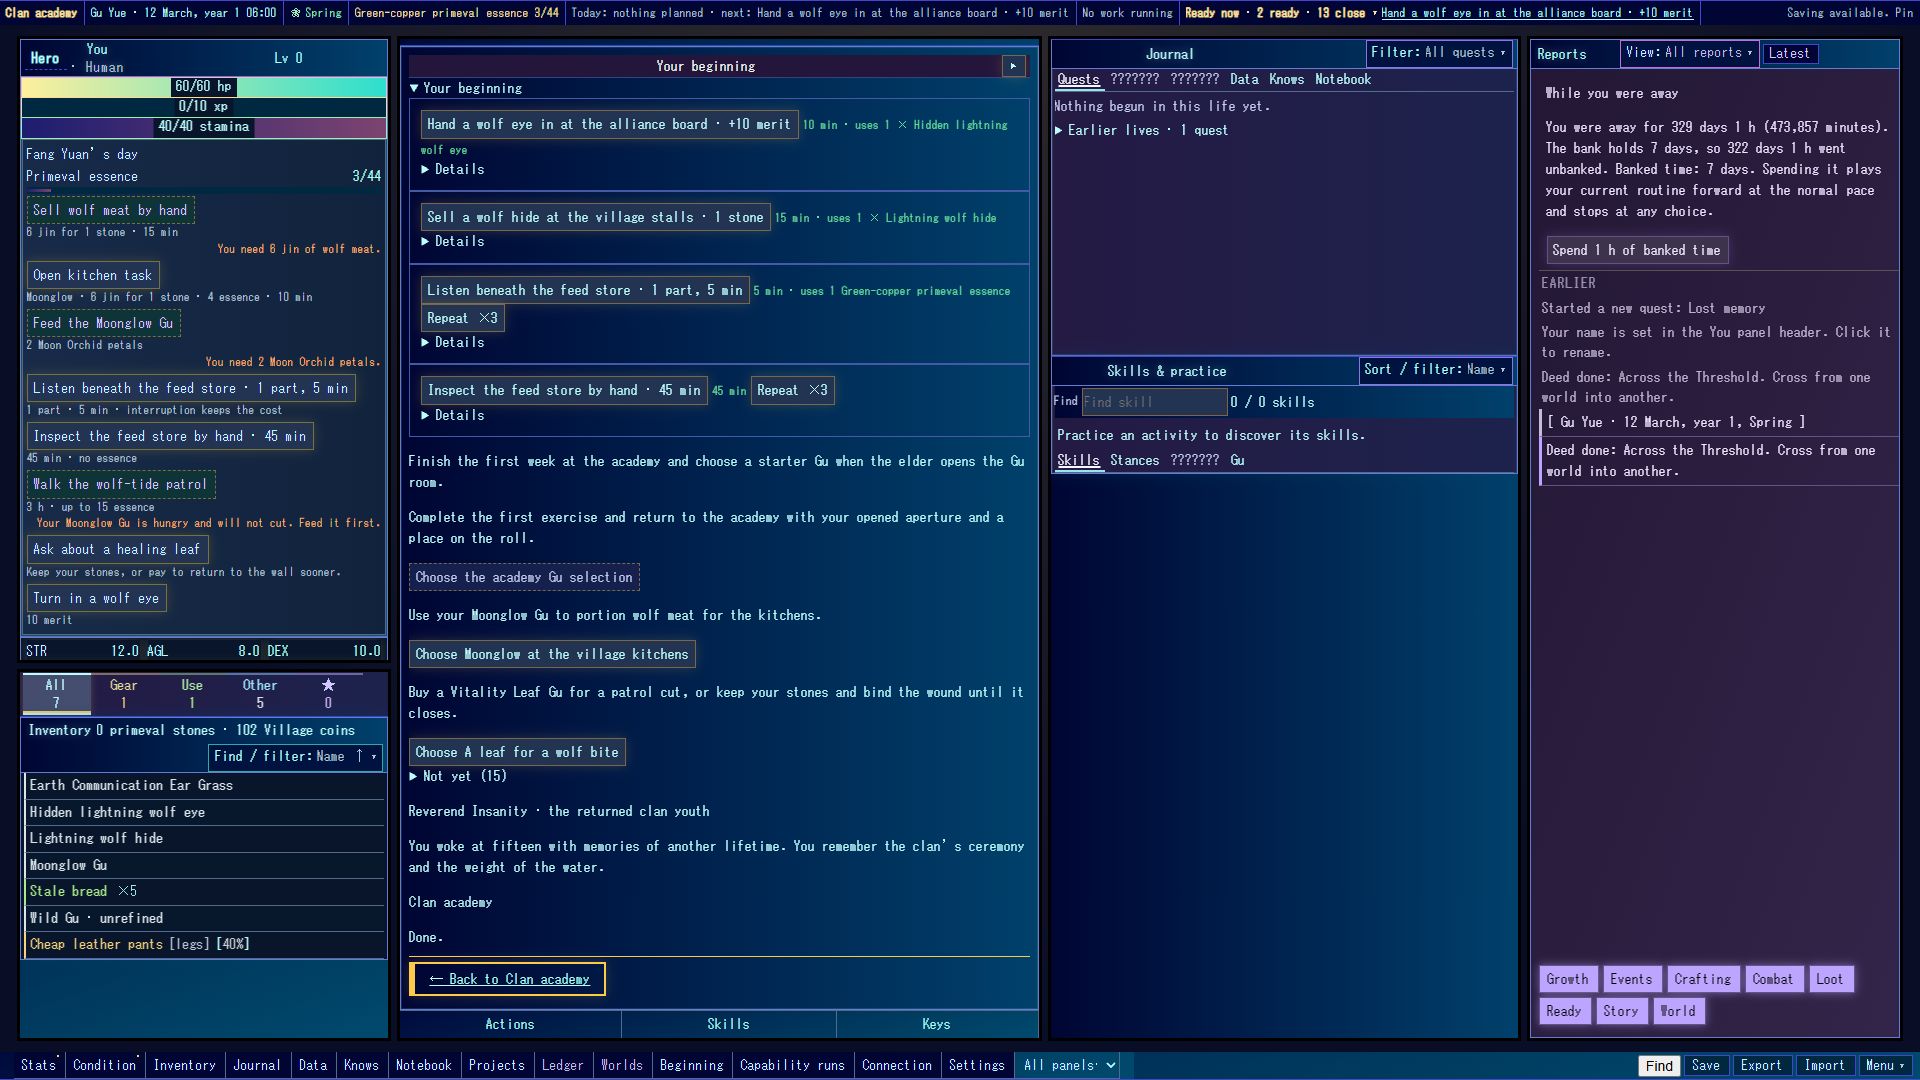 Clan academy Gu Yue · 12 March, year 1 06:00 Spring Green-copper primeval essence 3/44 Today: nothing planned · next: Hand a wolf eye in at the alliance board · +10 merit No work running Ready now · 2 ready · 13 close ▾ Hand a wolf eye in at the alliance board · +10 merit Saving available. Pin
Hero · You Lv 0
Human
60/60 hp
0/10 xp
40/40 stamina
Fang Yuan's day
Primeval essence 3/44
Sell wolf meat by hand
6 jin for 1 stone · 15 min
You need 6 jin of wolf meat.
Open kitchen task
Moonglow · 6 jin for 1 stone · 4 essence · 10 min
Feed the Moonglow Gu
2 Moon Orchid petals
You need 2 Moon Orchid petals.
Listen beneath the feed store · 1 part, 5 min
1 part · 5 min · interruption keeps the cost
Inspect the feed store by hand · 45 min
45 min · no essence
Walk the wolf-tide patrol
3 h · up to 15 essence
Your Moonglow Gu is hungry and will not cut. Feed it first.
Ask about a healing leaf
Keep your stones, or pay to return to the wall sooner.
Turn in a wolf eye
10 merit
STR 12.0 AGL 8.0 DEX 10.0
All Gear Use Other ★
7 1 1 5 0
Inventory 0 primeval stones · 102 Village coins
Find / filter: Name ↑ ▾
Earth Communication Ear Grass
Hidden lightning wolf eye
Lightning wolf hide
Moonglow Gu
Stale bread ×5
Wild Gu · unrefined
Cheap leather pants [legs] [40%]
Your beginning ▸
▼ Your beginning
Hand a wolf eye in at the alliance board · +10 merit 10 min · uses 1 × Hidden lightning
wolf eye
▶ Details
Sell a wolf hide at the village stalls · 1 stone 15 min · uses 1 × Lightning wolf hide
▶ Details
Listen beneath the feed store · 1 part, 5 min 5 min · uses 1 Green-copper primeval essence
Repeat ×3
▶ Details
Inspect the feed store by hand · 45 min 45 min Repeat ×3
▶ Details
Finish the first week at the academy and choose a starter Gu when the elder opens the Gu
room.
Complete the first exercise and return to the academy with your opened aperture and a
place on the roll.
Choose the academy Gu selection
Use your Moonglow Gu to portion wolf meat for the kitchens.
Choose Moonglow at the village kitchens
Buy a Vitality Leaf Gu for a patrol cut, or keep your stones and bind the wound until it
closes.
Choose A leaf for a wolf bite
▶ Not yet (15)
Reverend Insanity · the returned clan youth
You woke at fifteen with memories of another lifetime. You remember the clan's ceremony
and the weight of the water.
Clan academy
Done.
← Back to Clan academy
Actions Skills Keys
Journal Filter: All quests ▾
Quests ??????? ??????? Data Knows Notebook
Nothing begun in this life yet.
▶ Earlier lives · 1 quest
Skills & practice Sort / filter: Name ▾
Find Find skill 0 / 0 skills
Practice an activity to discover its skills.
Skills Stances ??????? Gu
Reports View: All reports ▾ Latest
While you were away
You were away for 329 days 1 h (473,857 minutes).
The bank holds 7 days, so 322 days 1 h went
unbanked. Banked time: 7 days. Spending it plays
your current routine forward at the normal pace
and stops at any choice.
Spend 1 h of banked time
EARLIER
Started a new quest: Lost memory
Your name is set in the You panel header. Click it
to rename.
Deed done: Across the Threshold. Cross from one
world into another.
[ Gu Yue · 12 March, year 1, Spring ]
Deed done: Across the Threshold. Cross from one
world into another.
Growth Events Crafting Combat Loot
Ready Story World
Stats Condition Inventory Journal Data Knows Notebook Projects Ledger Worlds Beginning Capability runs Connection Settings All panels Find Save Export Import Menu ▾